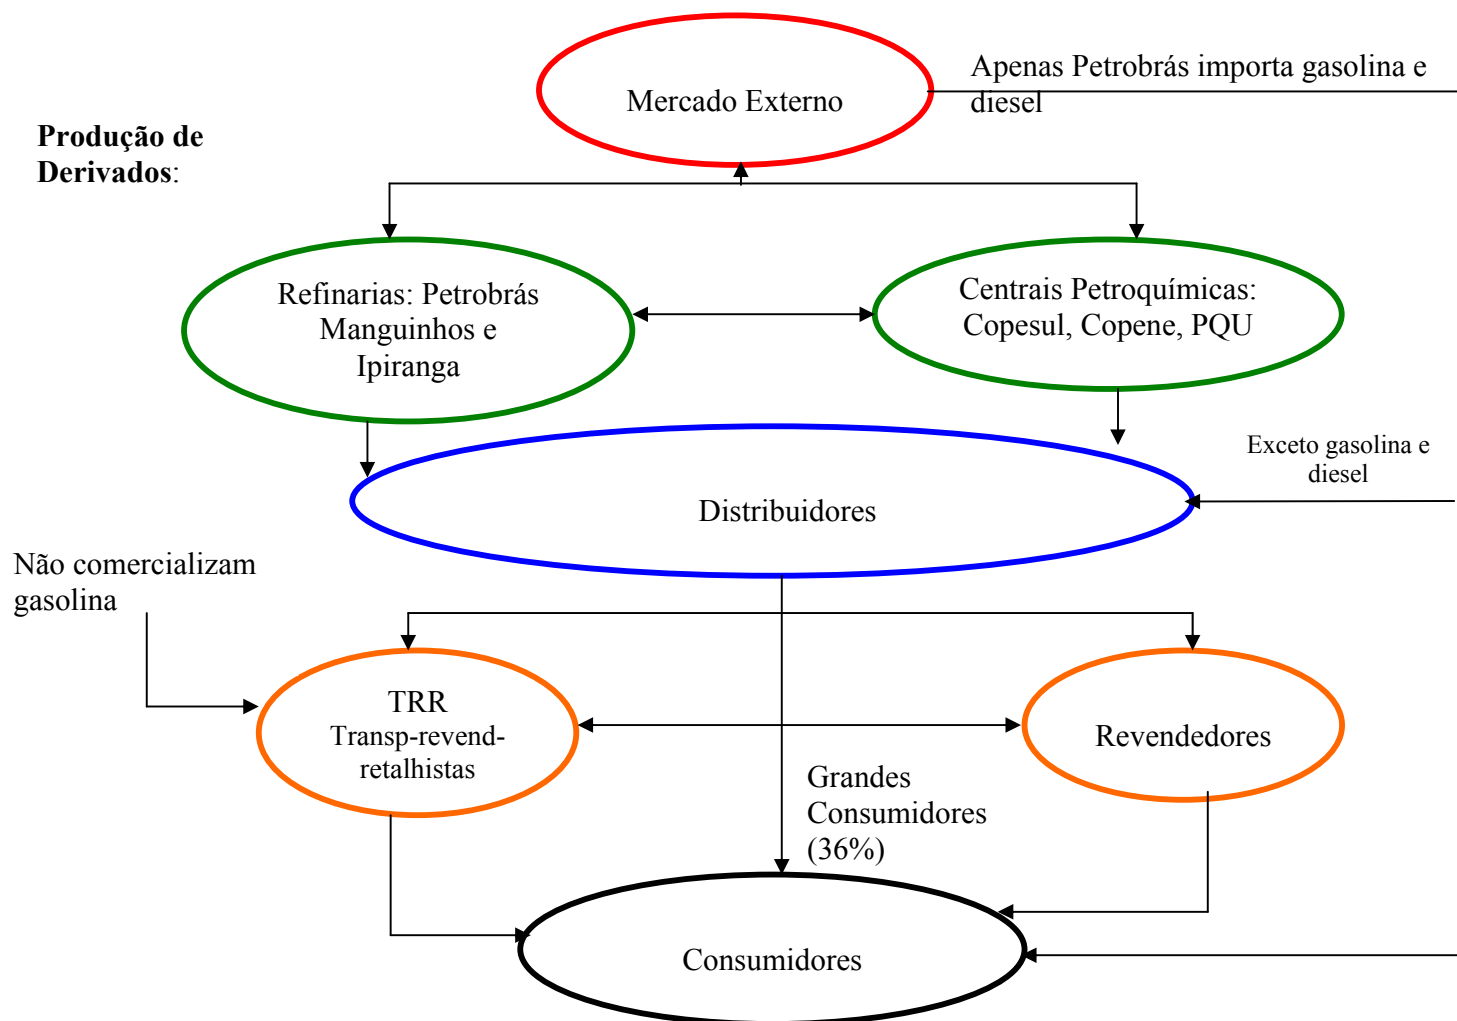 Mercado Externo
Apenas Petrobrás importa gasolina e
diesel
Produção de
Derivados:
Refinarias: Petrobrás
Manguinhos e
Ipiranga
Centrais Petroquímicas:
Copesul, Copene, PQU
Exceto gasolina e
diesel
Distribuidores
Não comercializam
gasolina
TRR
Transp-revend-
retalhistas
Revendedores
Grandes
Consumidores
(36%)
Consumidores